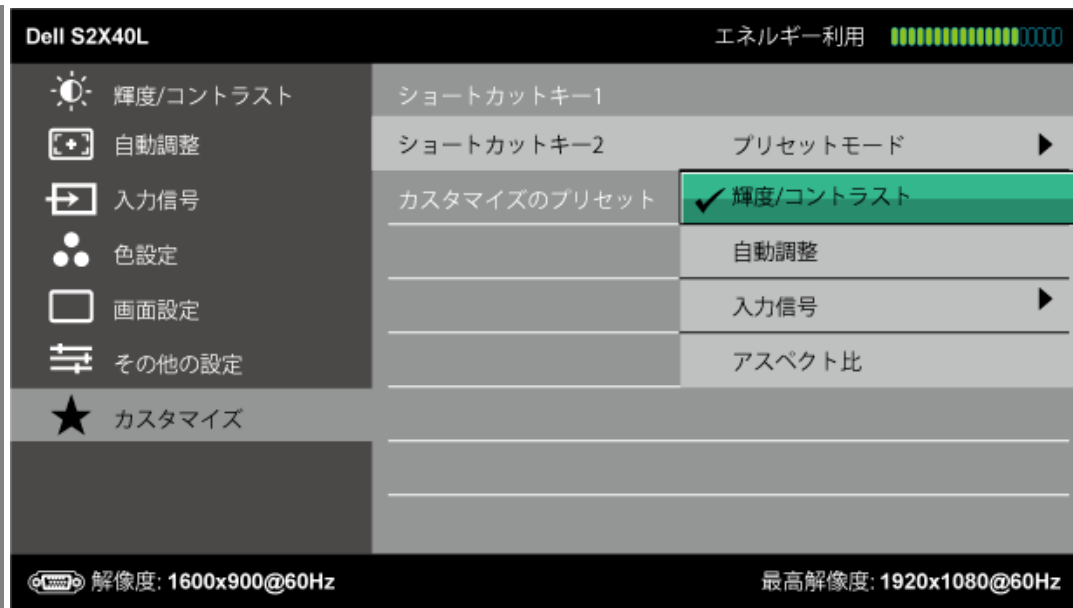 Dell S2X40L
エネルギー利用
輝度/コントラスト
自動調整
入力信号
色設定
画面設定
その他の設定
カスタマイズ
ショートカットキー1
ショートカットキー2
カスタマイズのプリセット
プリセットモード
輝度/コントラスト
自動調整
入力信号
アスペクト比
解像度: 1600x900@60Hz
最高解像度: 1920x1080@60Hz